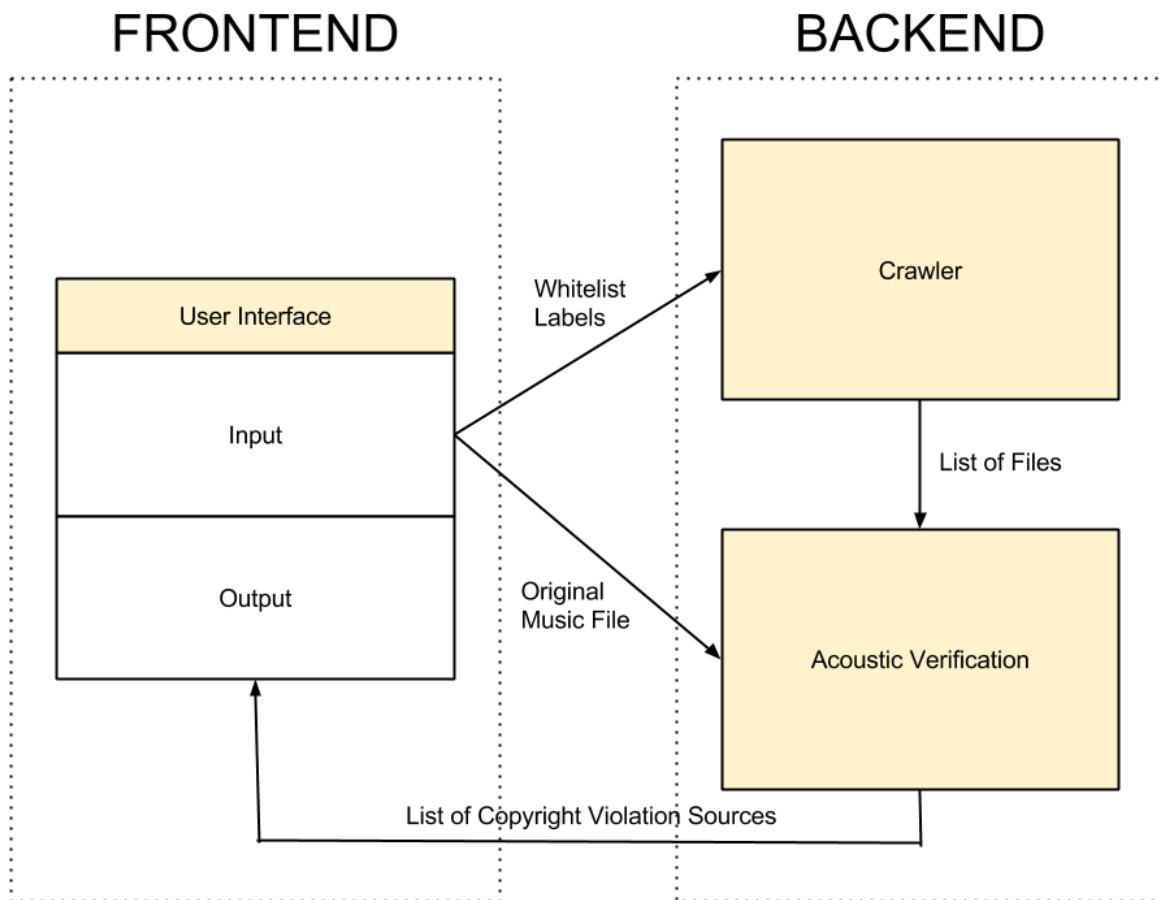 FRONTEND
BACKEND
User Interface
Input
Output
Whitelist
Labels
Original
Music File
Crawler
List of Files
Acoustic Verification
List of Copyright Violation Sources